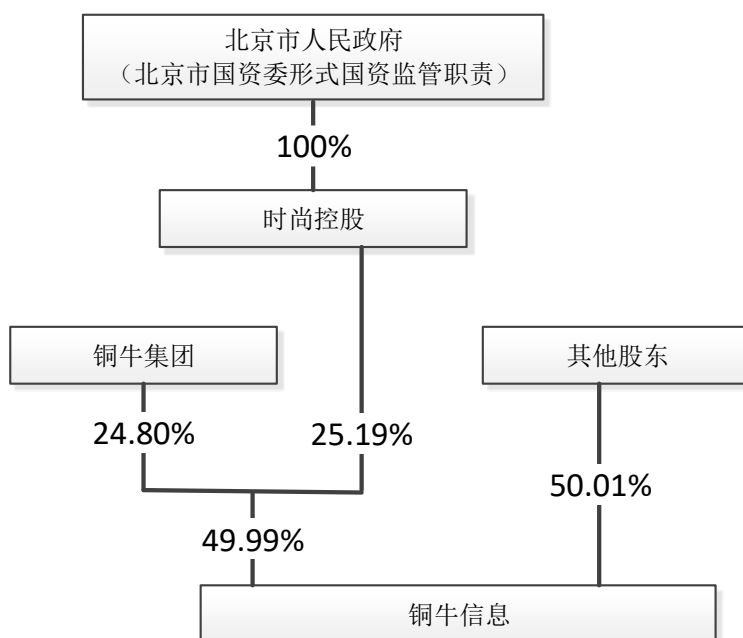 北京市人民政府
（北京市国资委形式国资监管职责）
100%
时尚控股
铜牛集团
其他股东
24.80%
25.19%
50.01%
49.99%
铜牛信息